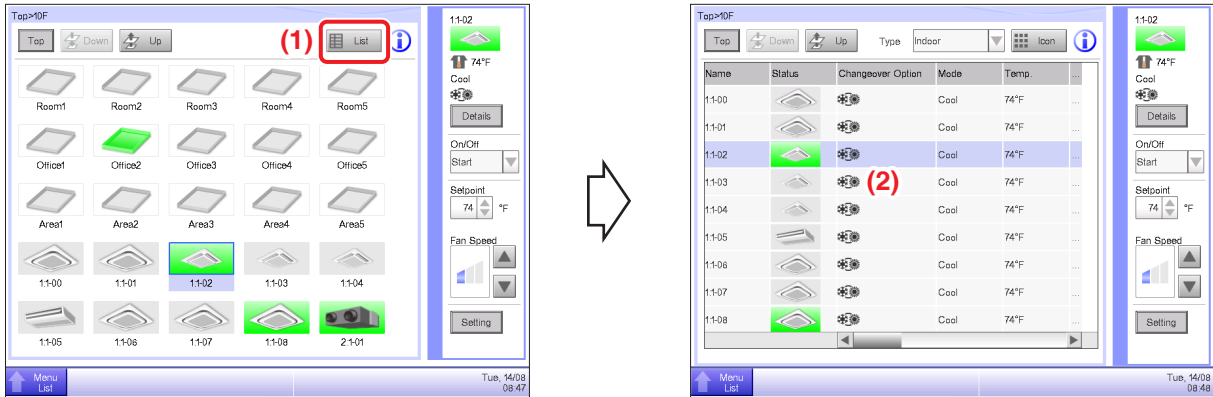 Top>10F
Top Down Up (1) List
Room1 Room2 Room3 Room4 Room5
Office1 Office2 Office3 Office4 Office5
Area1 Area2 Area3 Area4 Area5
1:1-00 1:1-01 1:1-02 1:1-03 1:1-04
1:1-05 1:1-06 1:1-07 1:1-08 2:1-01
1:1-02
74°F
Cool
Details
On/Off
Start
Setpoint
74 °F
Fan Speed
Setting
Menu
List
Tue, 14/08
08:47
Top>10F
Top Down Up Type Indoor Icon
Name Status Changeover Option Mode Temp. ...
1:1-00 Cool 74°F ...
1:1-01 Cool 74°F ...
1:1-02 Cool 74°F ...
1:1-03 (2) Cool 74°F ...
1:1-04 Cool 74°F ...
1:1-05 Cool 74°F ...
1:1-06 Cool 74°F ...
1:1-07 Cool 74°F ...
1:1-08 Cool 74°F ...
1:1-02
74°F
Cool
Details
On/Off
Start
Setpoint
74 °F
Fan Speed
Setting
Menu
List
Tue, 14/08
08:48